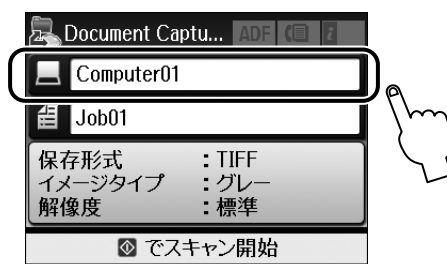 Document Captu... ADF i
Computer01
Job01
保存形式 : TIFF
イメージタイプ : グレー
解像度 : 標準
でスキャン開始